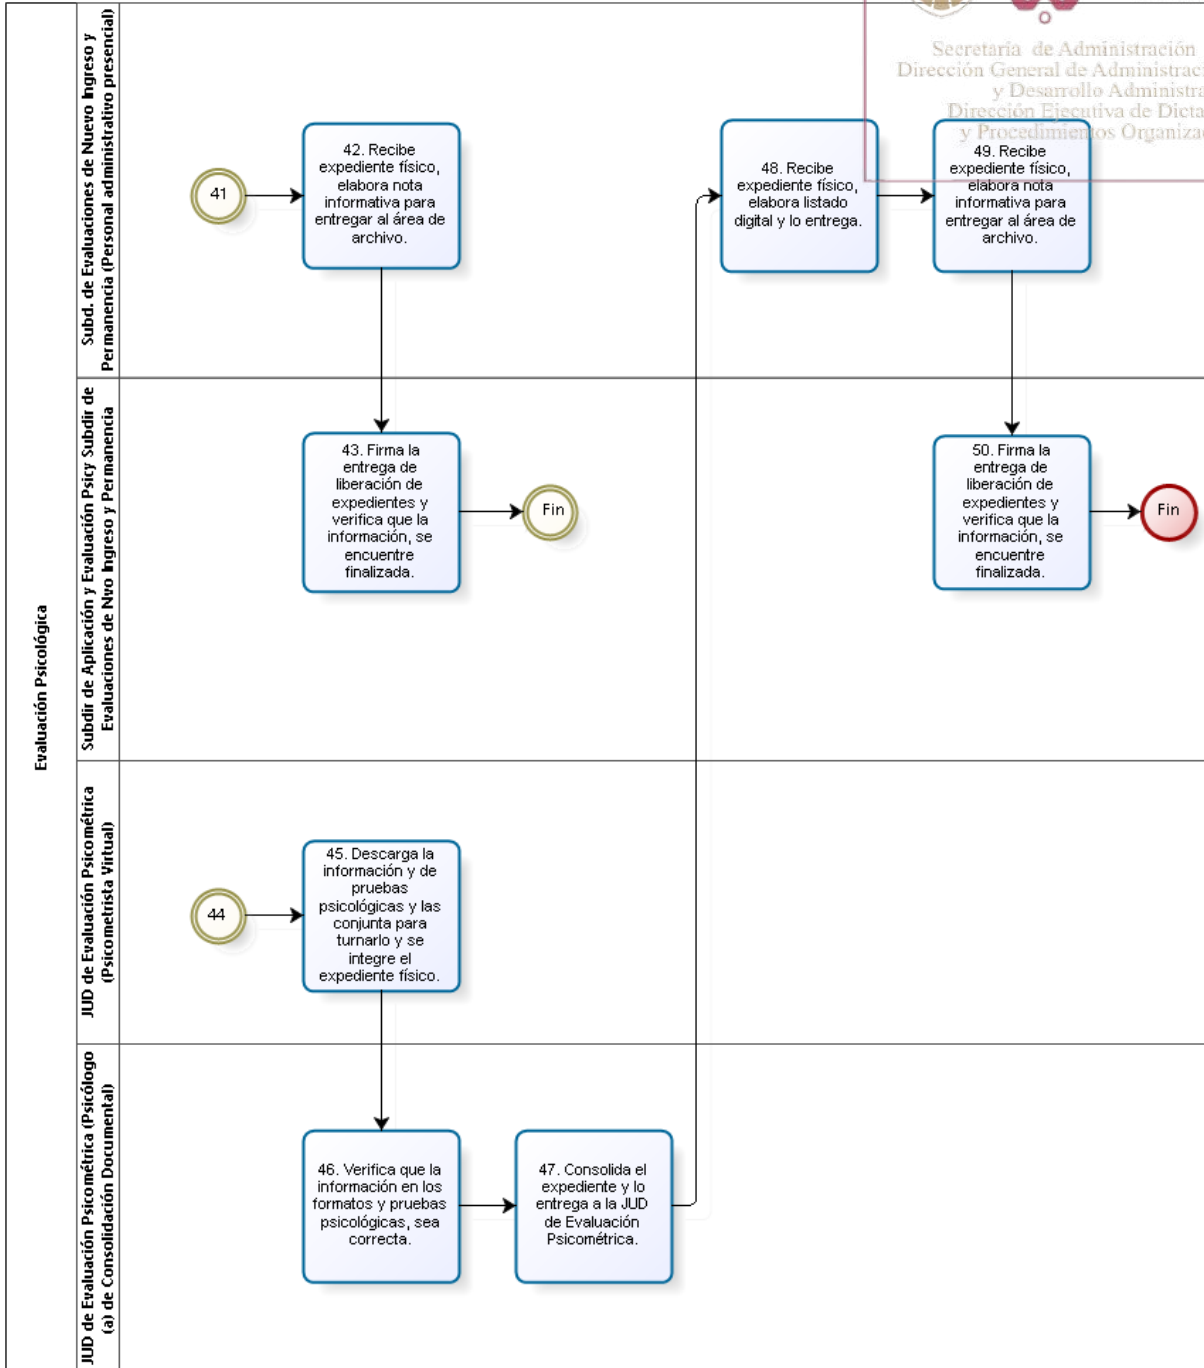 Secretaría de Administración
Dirección General de
y Desarrollo
Dirección Ejecutiva de
y Procedimientos
Evaluación Psicológica
Subd. de Evaluaciones de Nuevo Ingreso y
Permanencia (Personal administrativo presencial)
41
42. Recibe
expediente físico,
elabora nota
informativa para
entregar al área de
archivo.
48. Recibe
expediente físico,
elabora listado
digital y lo entrega.
49. Recibe
expediente físico,
elabora nota
informativa para
entregar al área de
archivo.
Subdir de Aplicación y Evaluación Psicy Subdir de
Evaluaciones de Nvo Ingreso y Permanencia
43. Firma la
entrega de
liberación de
expedientes y
verifica que la
información, se
encuentre
finalizada.
Fin
50. Firma la
entrega de
liberación de
expedientes y
verifica que la
información, se
encuentre
finalizada.
Fin
JUD de Evaluación Psicométrica
(Psicometrista Virtual)
44
45. Descarga la
información y de
pruebas
psicológicas y las
conjunta para
turnarlo y se
integre el
expediente físico.
JUD de Evaluación Psicométrica (Psicólogo
(a) de Consolidación Documental)
46. Verifica que la
información en los
formatos y pruebas
psicológicas, sea
correcta.
47. Consolida el
expediente y lo
entrega a la JUD
de Evaluación
Psicométrica.